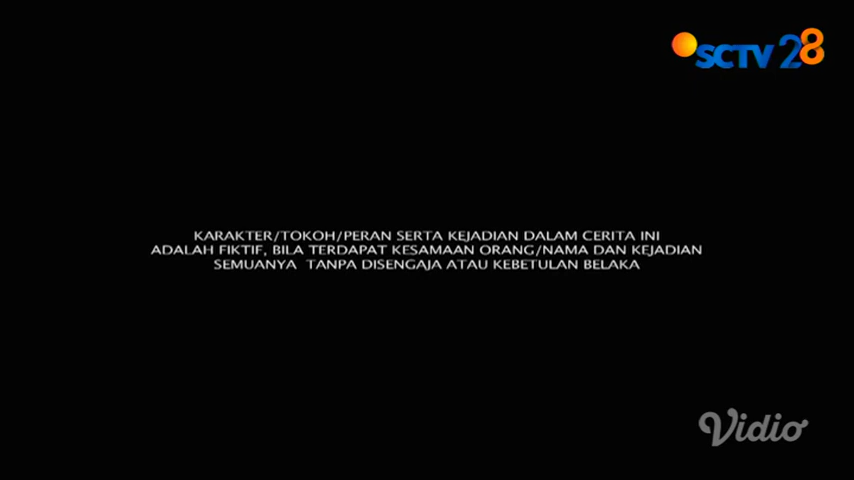 SCTV 28
KARAKTER/TOKOH/PERAN SERTA KEJADIAN DALAM CERITA INI
ADALAH FIKTIF, BILA TERDAPAT KESAMAAN ORANG/NAMA DAN KEJADIAN
SEMUANYA  TANPA DISENGAJA ATAU KEBETULAN BELAKA
Vidio